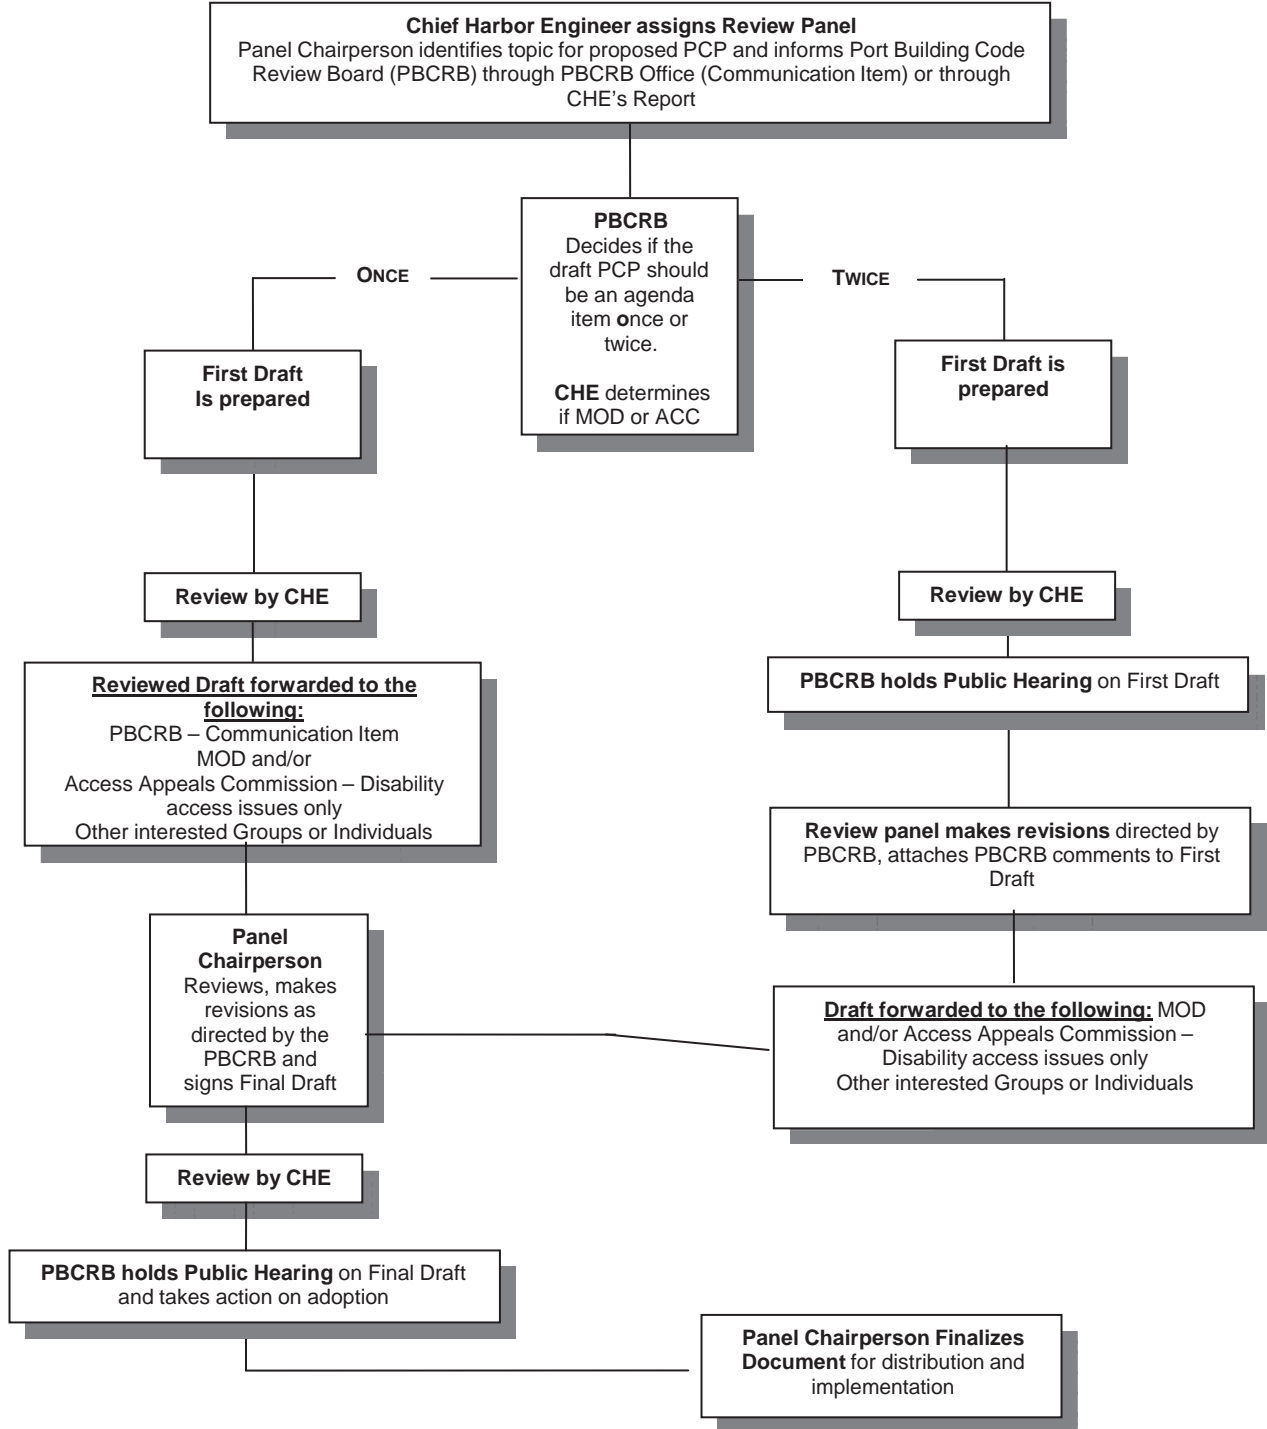 Chief Harbor Engineer assigns Review Panel
Panel Chairperson identifies topic for proposed PCP and informs Port Building Code
Review Board (PBCRB) through PBCRB Office (Communication Item) or through
CHE's Report
PBCRB
Decides if the
draft PCP should
be an agenda
item once or
twice.
CHE determines
if MOD or ACC
ONCE
TWICE
First Draft
Is prepared
First Draft is
prepared
Review by CHE
Review by CHE
Reviewed Draft forwarded to the
following:
PBCRB – Communication Item
MOD and/or
Access Appeals Commission – Disability
access issues only
Other interested Groups or Individuals
PBCRB holds Public Hearing on First Draft
Review panel makes revisions directed by
PBCRB, attaches PBCRB comments to First
Draft
Panel
Chairperson
Reviews, makes
revisions as
directed by the
PBCRB and
signs Final Draft
Draft forwarded to the following: MOD
and/or Access Appeals Commission –
Disability access issues only
Other interested Groups or Individuals
Review by CHE
PBCRB holds Public Hearing on Final Draft
and takes action on adoption
Panel Chairperson Finalizes
Document for distribution and
implementation